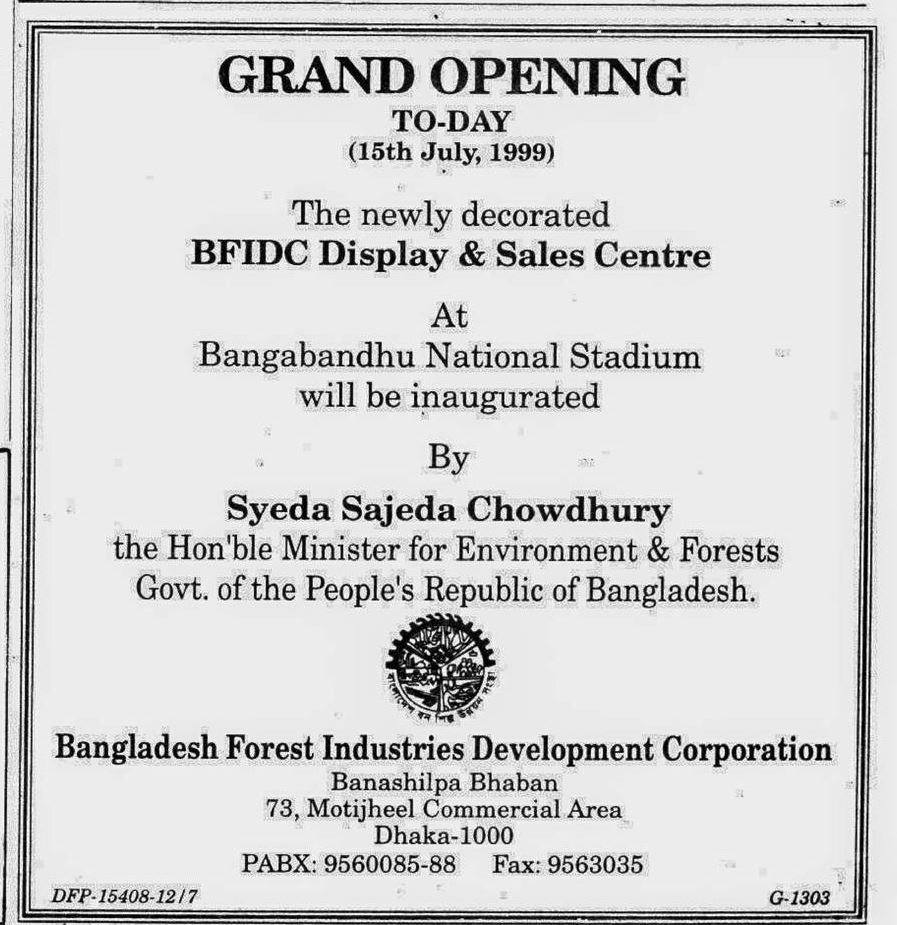 GRAND OPENING
TO-DAY
(15th July, 1999)
The newly decorated
BFIDC Display & Sales Centre
At
Bangabandhu National Stadium
will be inaugurated
By
Syeda Sajeda Chowdhury
the Hon'ble Minister for Environment & Forests
Govt. of the People's Republic of Bangladesh.
বাংলাদেশ বন শিল্প উন্নয়ন সংস্থা
Bangladesh Forest Industries Development Corporation
Banashilpa Bhaban
73, Motijheel Commercial Area
Dhaka-1000
PABX: 9560085-88 Fax: 9563035
DFP-15408-12/7
G-1303